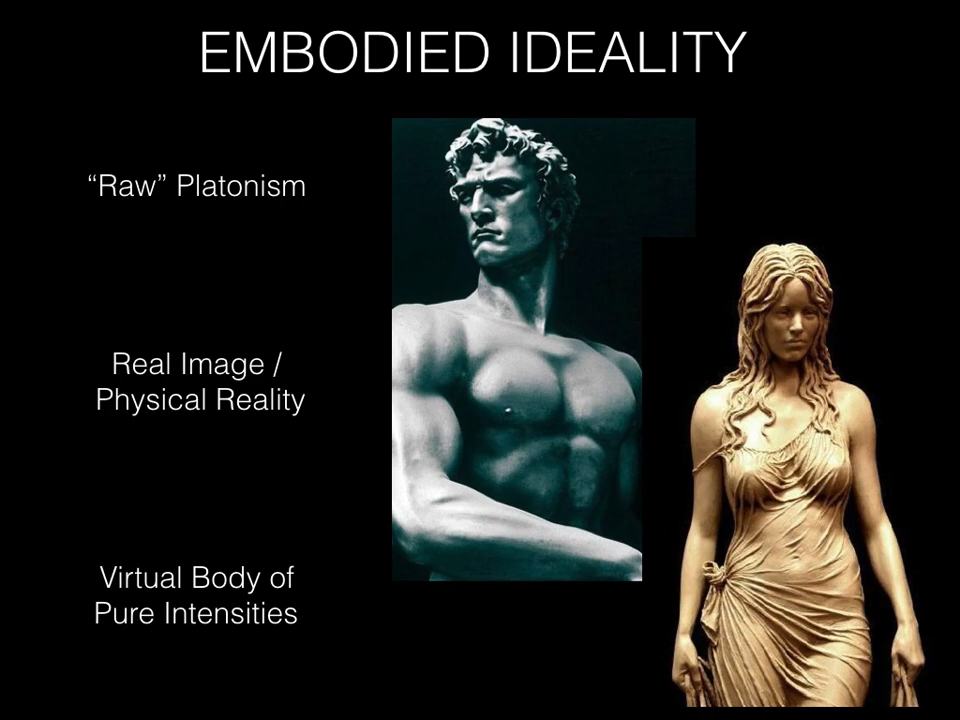 EMBODIED IDEALITY
“Raw” Platonism
Real Image /
Physical Reality
Virtual Body of
Pure Intensities